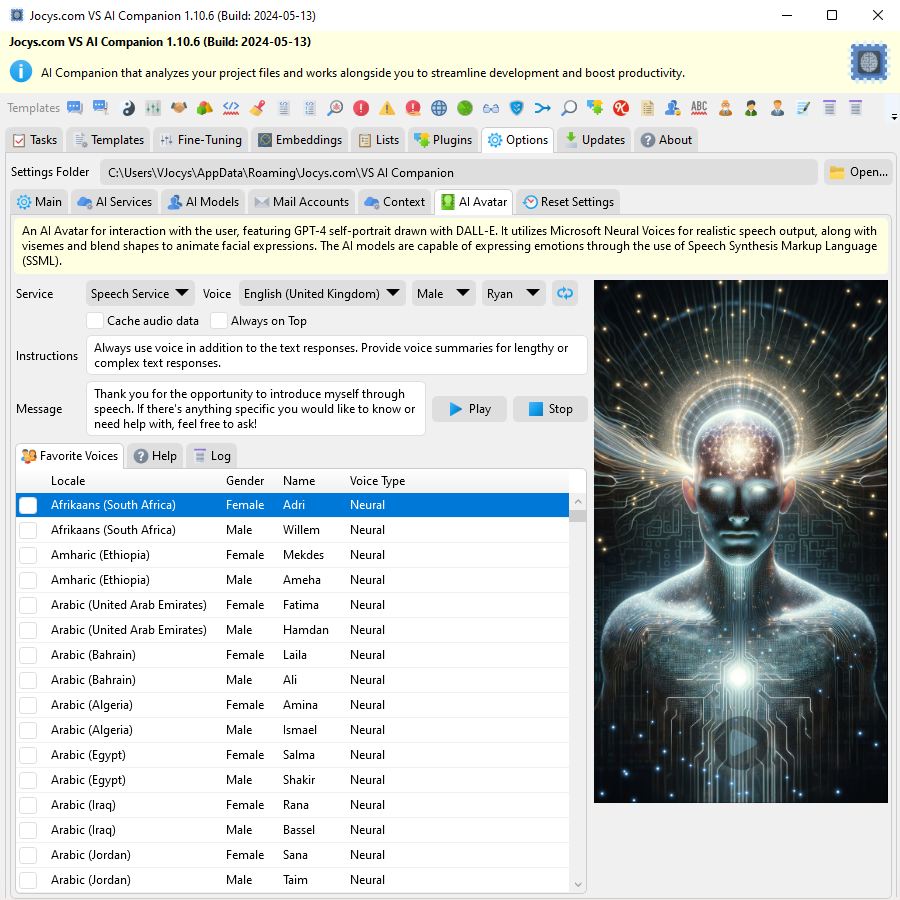 Jocys.com VS AI Companion 1.10.6 (Build: 2024-05-13)
Jocys.com VS AI Companion 1.10.6 (Build: 2024-05-13)
AI Companion that analyzes your project files and works alongside you to streamline development and boost productivity.
Templates
ABC
Tasks Templates Fine-Tuning Embeddings Lists Plugins Options Updates About
Settings Folder C:\Users\VJocys\AppData\Roaming\Jocys.com\VS AI Companion Open...
Main AI Services AI Models Mail Accounts Context AI Avatar Reset Settings
An AI Avatar for interaction with the user, featuring GPT-4 self-portrait drawn with DALL-E. It utilizes Microsoft Neural Voices for realistic speech output, along with
visemes and blend shapes to animate facial expressions. The AI models are capable of expressing emotions through the use of Speech Synthesis Markup Language
(SSML).
Service Speech Service Voice English (United Kingdom) Male Ryan
Cache audio data Always on Top
Instructions
Always use voice in addition to the text responses. Provide voice summaries for lengthy or
complex text responses.
Message
Thank you for the opportunity to introduce myself through
speech. If there's anything specific you would like to know or
need help with, feel free to ask!
Play Stop
Favorite Voices Help Log
Locale Gender Name Voice Type
Afrikaans (South Africa) Female Adri Neural
Afrikaans (South Africa) Male Willem Neural
Amharic (Ethiopia) Female Mekdes Neural
Amharic (Ethiopia) Male Ameha Neural
Arabic (United Arab Emirates) Female Fatima Neural
Arabic (United Arab Emirates) Male Hamdan Neural
Arabic (Bahrain) Female Laila Neural
Arabic (Bahrain) Male Ali Neural
Arabic (Algeria) Female Amina Neural
Arabic (Algeria) Male Ismael Neural
Arabic (Egypt) Female Salma Neural
Arabic (Egypt) Male Shakir Neural
Arabic (Iraq) Female Rana Neural
Arabic (Iraq) Male Bassel Neural
Arabic (Jordan) Female Sana Neural
Arabic (Jordan) Male Taim Neural